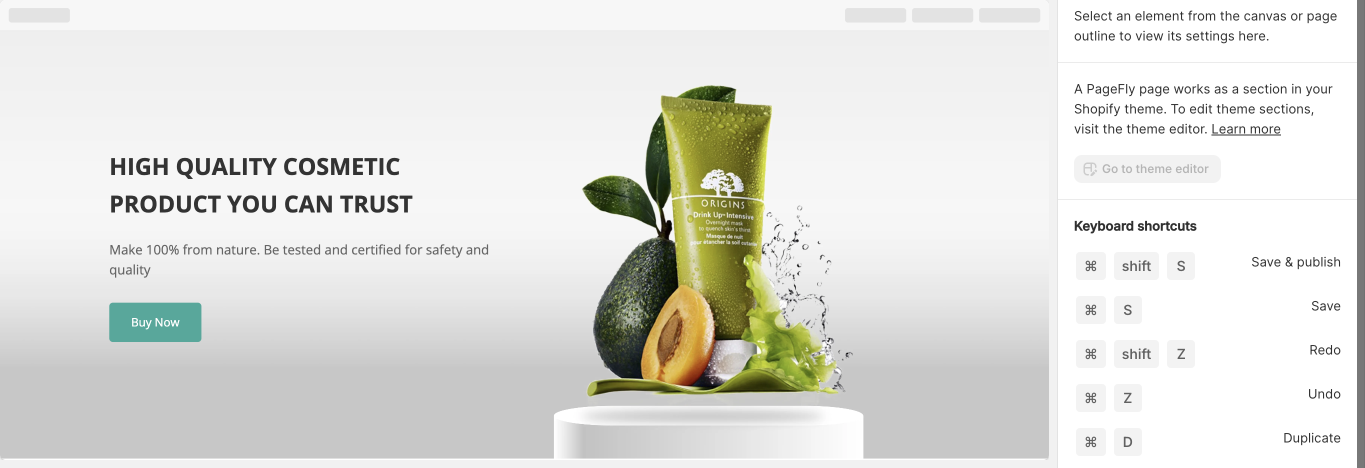 HIGH QUALITY COSMETIC
PRODUCT YOU CAN TRUST
Make 100% from nature. Be tested and certified for safety and
quality
Buy Now
ORIGINS
Drink Up-Intensive
Overnight mask
to quench skin's thirst
Masque de nuit
pour étancher la soif cutanée
Select an element from the canvas or page
outline to view its settings here.
A PageFly page works as a section in your
Shopify theme. To edit theme sections,
visit the theme editor. Learn more
Go to theme editor
Keyboard shortcuts
⌘ shift S Save & publish
⌘ S Save
⌘ shift Z Redo
⌘ Z Undo
⌘ D Duplicate